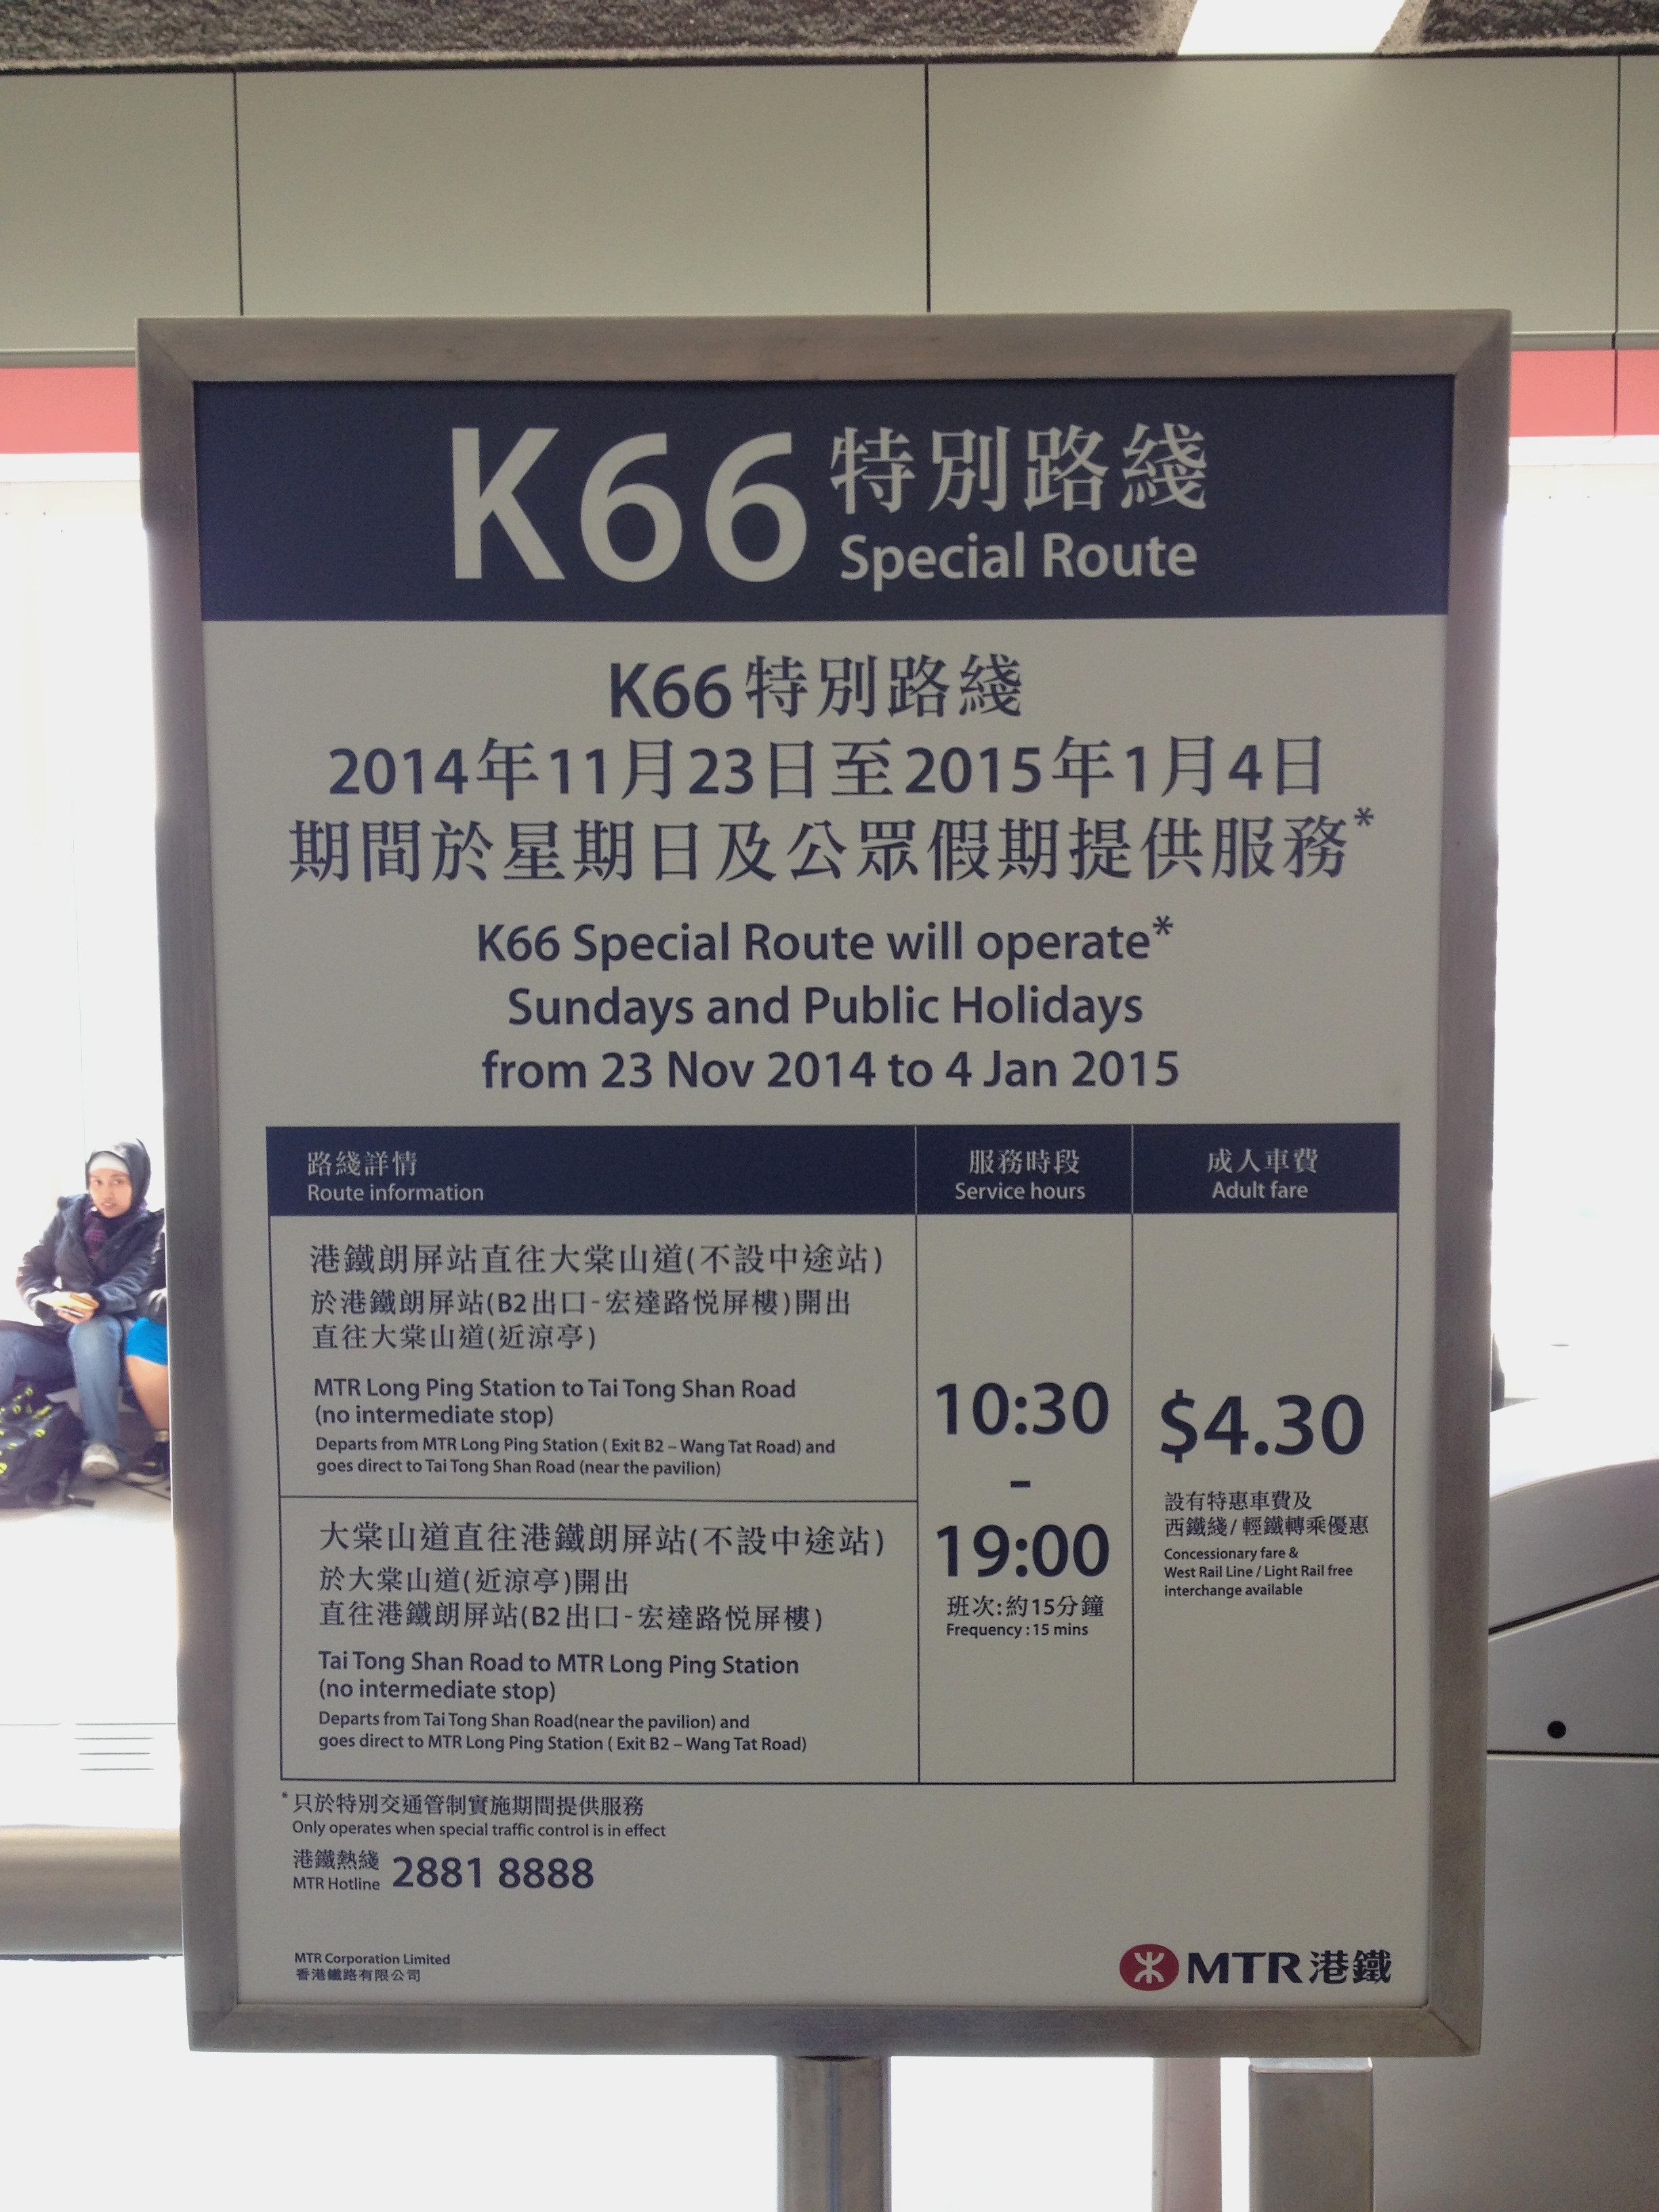 K66 特別路綫
Special Route
K66特別路綫
2014年11月23日至2015年1月4日
期間於星期日及公眾假期提供服務*
K66 Special Route will operate*
Sundays and Public Holidays
from 23 Nov 2014 to 4 Jan 2015
路綫詳情
Route information
服務時段
Service hours
成人車費
Adult fare
港鐵朗屏站直往大棠山道(不設中途站)
於港鐵朗屏站(B2出口-宏達路悅屏樓)開出
直往大棠山道(近涼亭)
MTR Long Ping Station to Tai Tong Shan Road
(no intermediate stop)
Departs from MTR Long Ping Station ( Exit B2 – Wang Tat Road) and
goes direct to Tai Tong Shan Road (near the pavilion)
大棠山道直往港鐵朗屏站(不設中途站)
於大棠山道(近涼亭)開出
直往港鐵朗屏站(B2出口-宏達路悅屏樓)
Tai Tong Shan Road to MTR Long Ping Station
(no intermediate stop)
Departs from Tai Tong Shan Road(near the pavilion) and
goes direct to MTR Long Ping Station ( Exit B2 – Wang Tat Road)
10:30
-
19:00
班次:約15分鐘
Frequency : 15 mins
$4.30
設有特惠車費及
西鐵綫/輕鐵轉乘優惠
Concessionary fare &
West Rail Line / Light Rail free
interchange available
*只於特別交通管制實施期間提供服務
Only operates when special traffic control is in effect
港鐵熱綫
MTR Hotline 2881 8888
MTR Corporation Limited
香港鐵路有限公司
MTR 港鐵